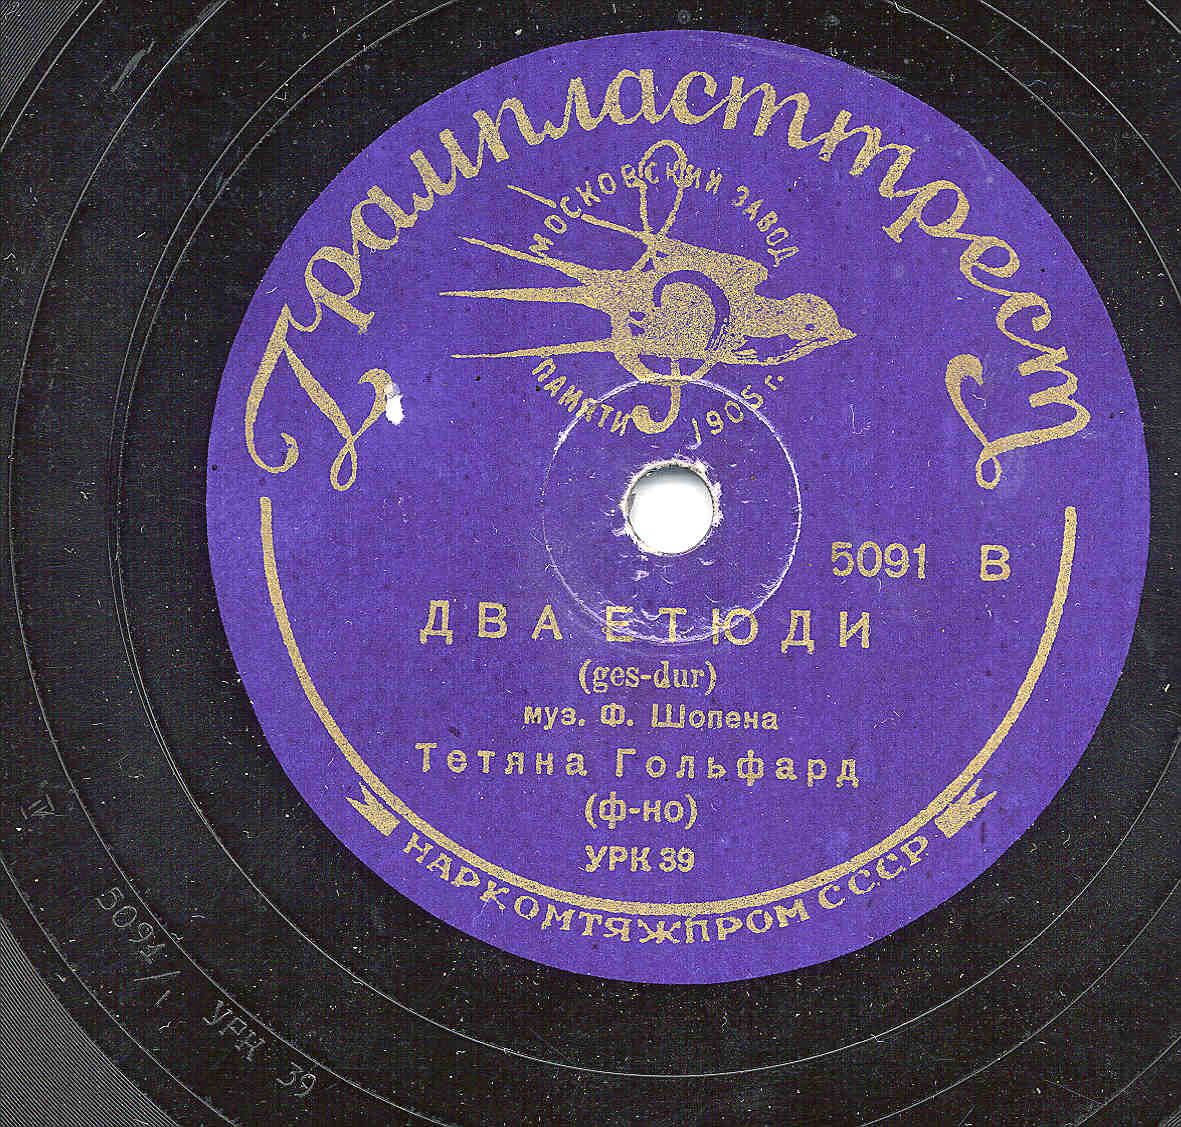 Грампласттрест
МОСКОВСКИЙ ЗАВОД
ПАМЯТИ 1905 г.
5091 В
ДВА ЕТЮДИ
(ges-dur)
муз. Ф. Шопена
Тетяна Гольфард
(ф-но)
УРК 39
НАРКОМТЯЖПРОМ СССР
5091 / 1 УРК 39